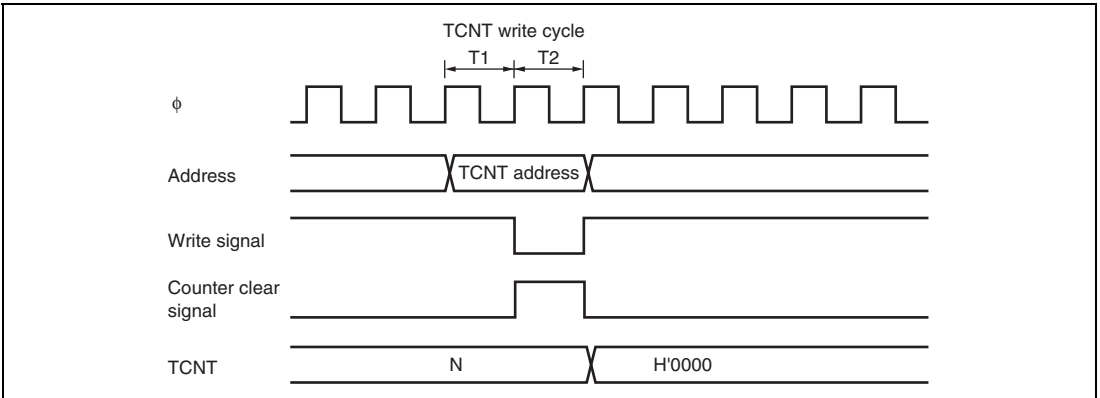 TCNT write cycle
T1 T2
ϕ
Address
TCNT address
Write signal
Counter clear
signal
TCNT
N
H'0000